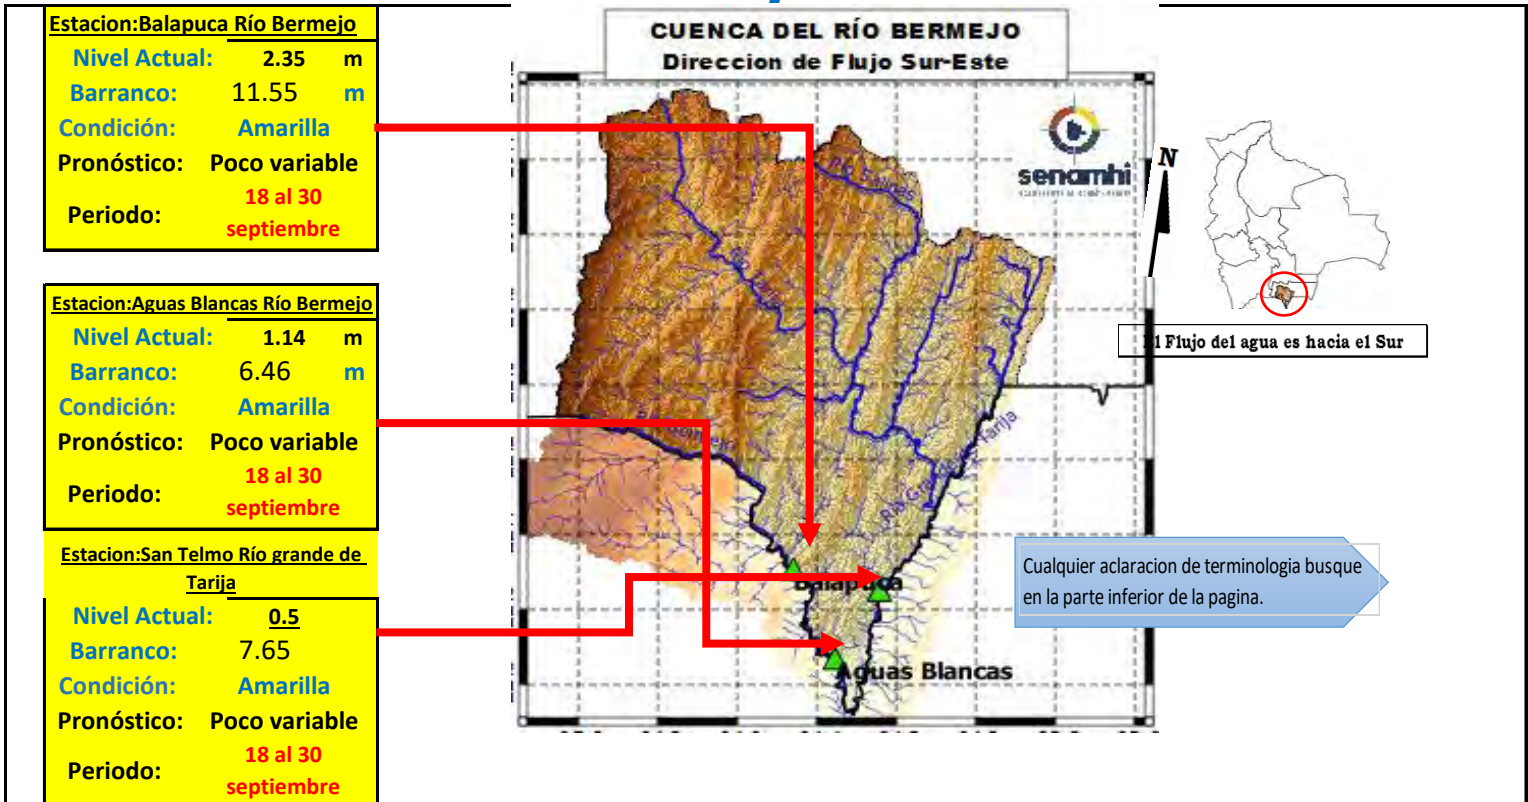 Estacion:Balapuca Río Bermejo
Nivel Actual: 2.35 m
Barranco: 11.55 m
Condición: Amarilla
Pronóstico: Poco variable
Periodo: 18 al 30
septiembre
Estacion:Aguas Blancas Río Bermejo
Nivel Actual: 1.14 m
Barranco: 6.46 m
Condición: Amarilla
Pronóstico: Poco variable
Periodo: 18 al 30
septiembre
Estacion:San Telmo Río grande de
Tarija
Nivel Actual: 0.5
Barranco: 7.65
Condición: Amarilla
Pronóstico: Poco variable
Periodo: 18 al 30
septiembre
CUENCA DEL RÍO BERMEJO
Direccion de Flujo Sur-Este
senamhi
N
l Flujo del agua es hacia el Sur
Río
Tarija
Balapuca
Aguas Blancas
Cualquier aclaracion de terminologia busque
en la parte inferior de la pagina.